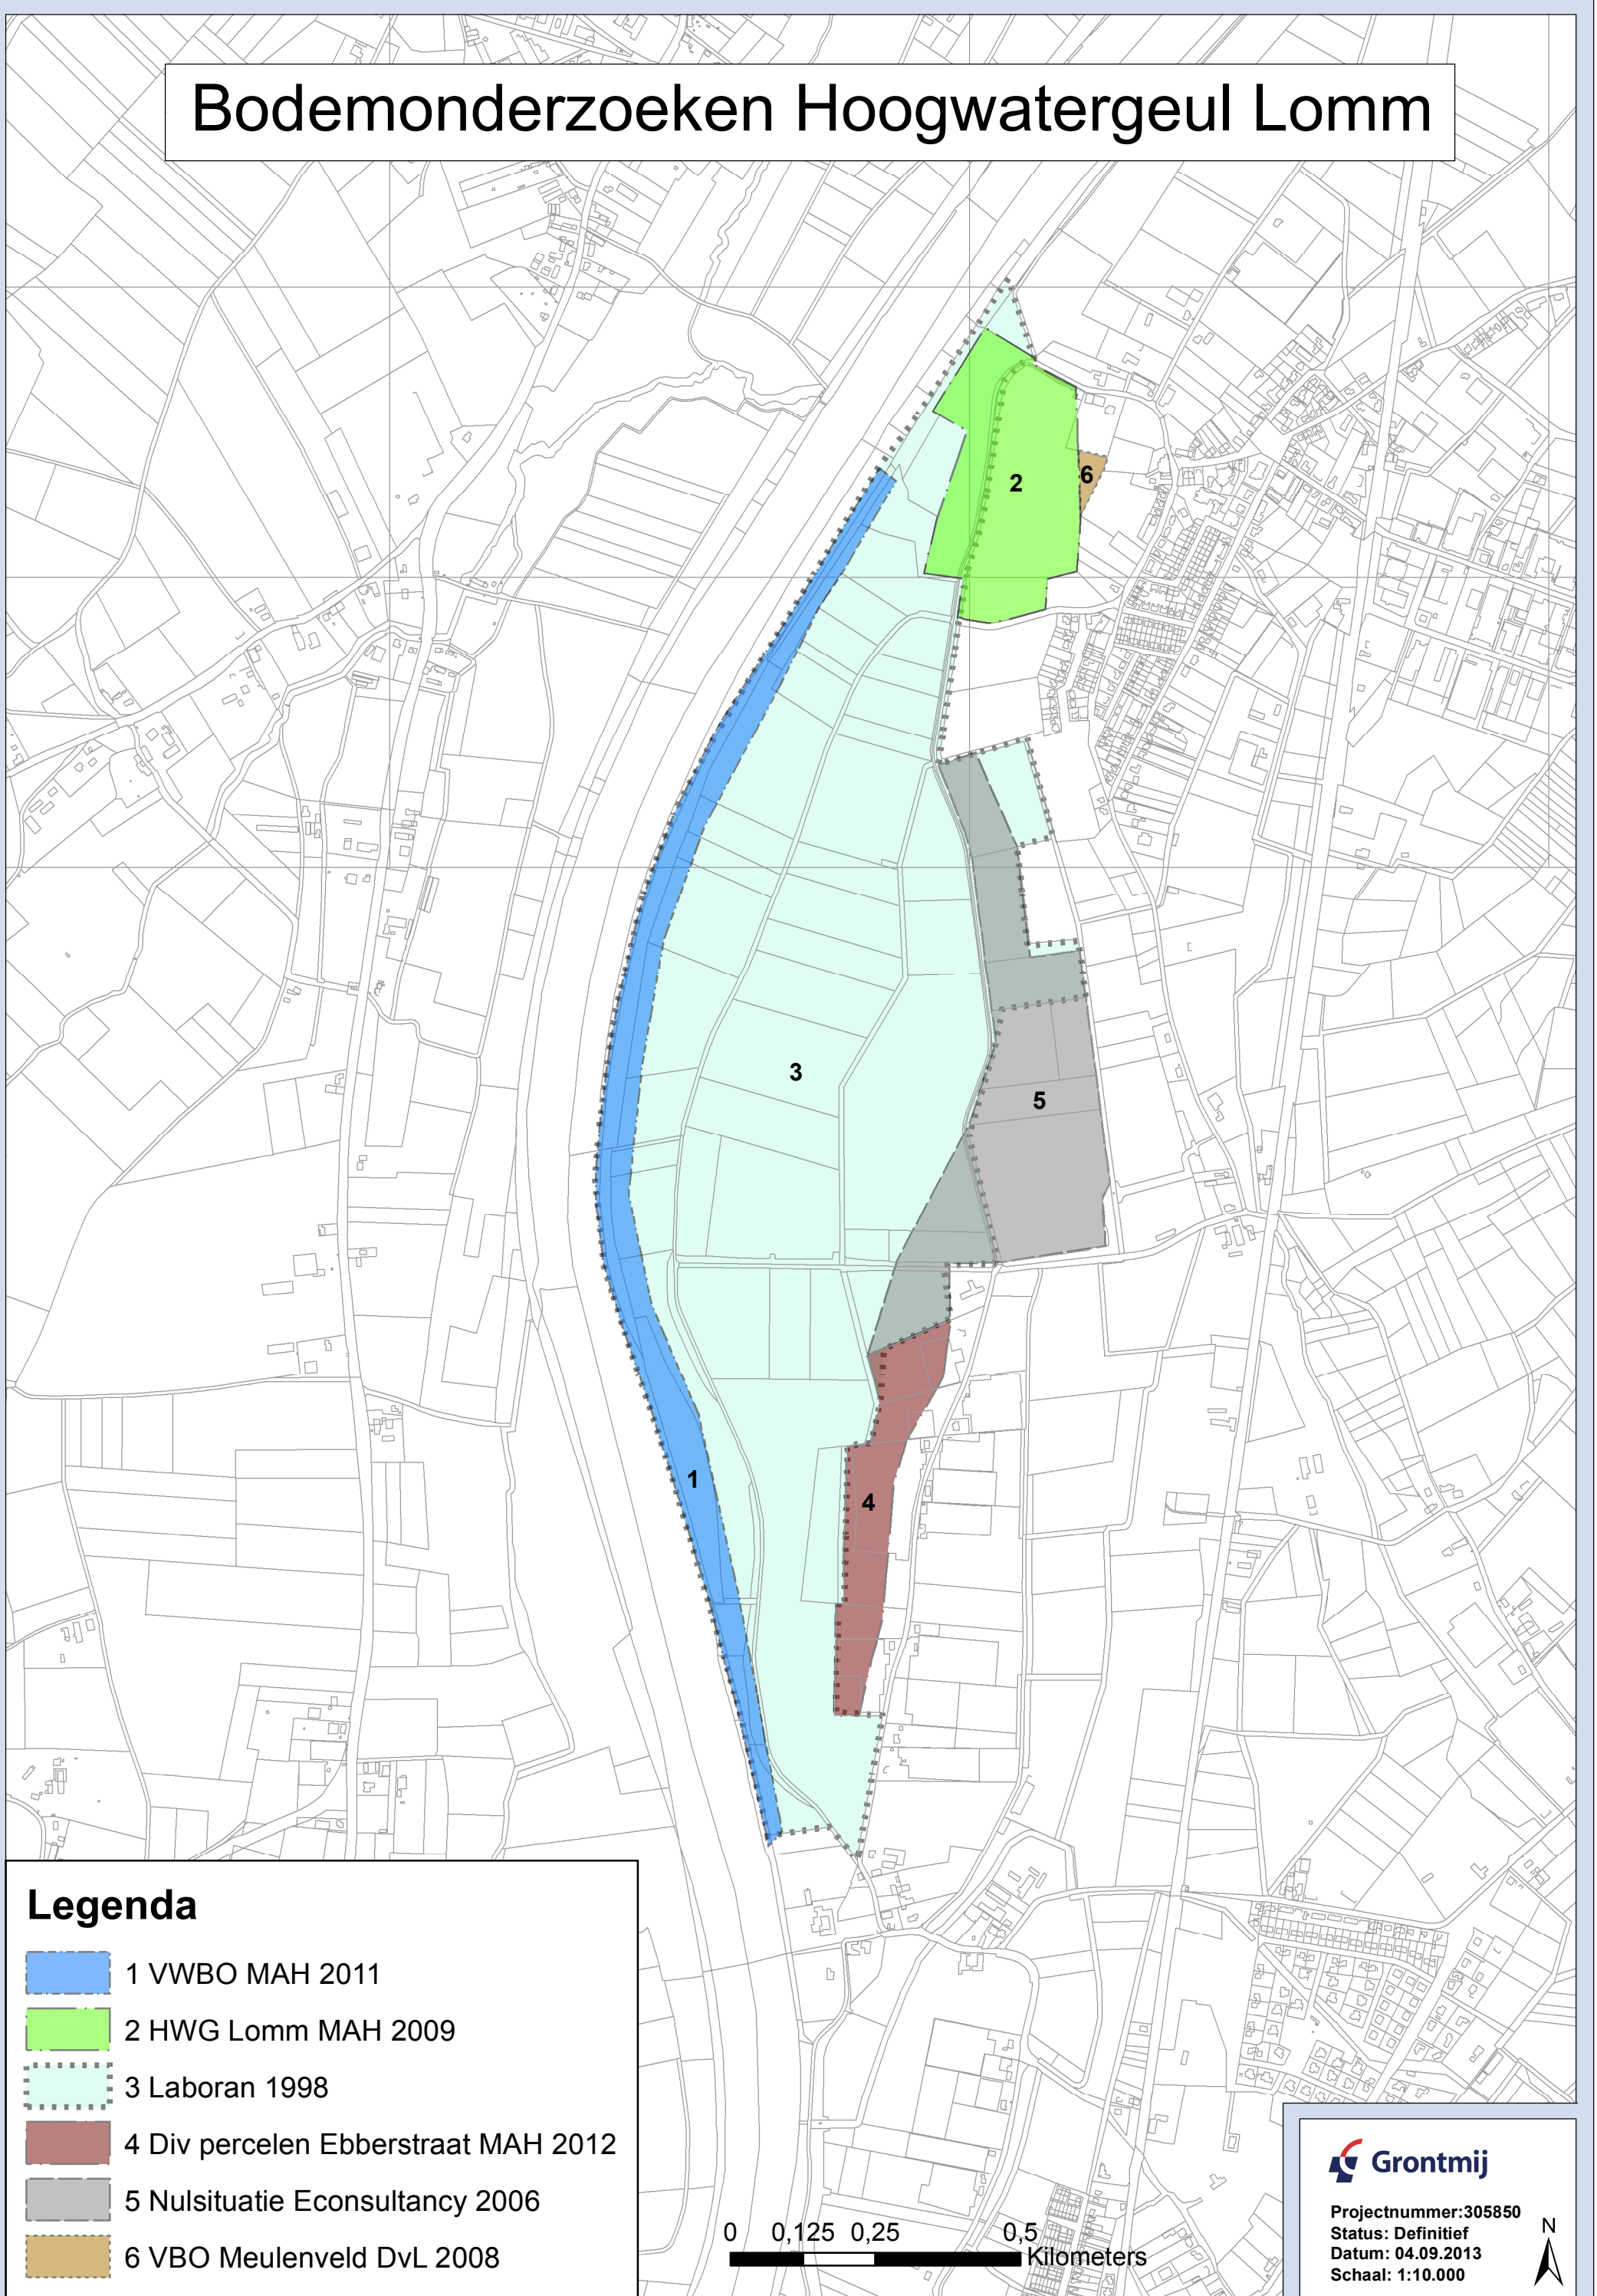 Bodemonderzoeken Hoogwatergeul Lomm
2
6
3
5
1
4
Legenda
1 VWBO MAH 2011
2 HWG Lomm MAH 2009
3 Laboran 1998
4 Div percelen Ebberstraat MAH 2012
5 Nulsituatie Econsultancy 2006
6 VBO Meulenveld DvL 2008
0 0,125 0,25 0,5
Kilometers
Grontmij
Projectnummer:305850
Status: Definitief
Datum: 04.09.2013
Schaal: 1:10.000
N